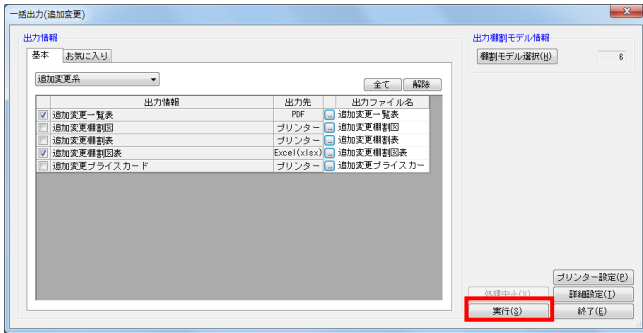 一括出力(追加変更)
出力情報
基本 お気に入り
追加変更系
全て 解除
出力情報 出力先 出力ファイル名
追加変更一覧表 PDF ... 追加変更一覧表
追加変更棚割図 プリンター ... 追加変更棚割図
追加変更棚割表 プリンター ... 追加変更棚割表
追加変更棚割図表 Excel(xlsx) ... 追加変更棚割図表
追加変更プライスカード プリンター ... 追加変更プライスカー
出力棚割モデル情報
棚割モデル選択(H) 6
プリンター設定(P)
処理中止(X) 詳細設定(I)
実行(S) 終了(E)